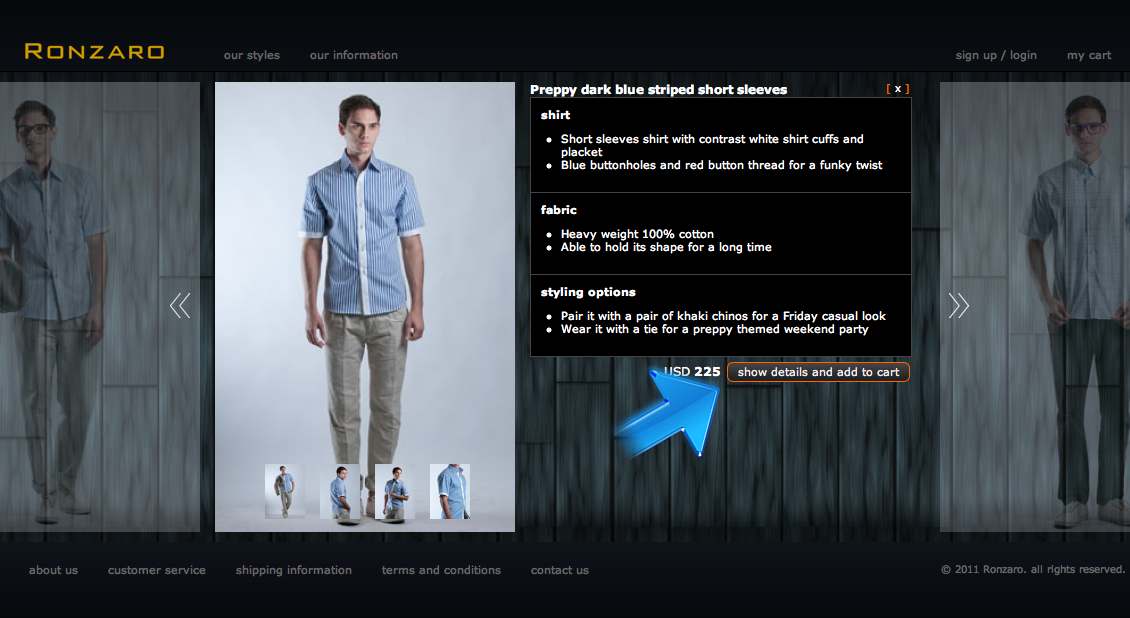 RONZARO
our styles
our information
sign up / login
my cart
Preppy dark blue striped short sleeves
[ x ]
shirt
Short sleeves shirt with contrast white shirt cuffs and
placket
Blue buttonholes and red button thread for a funky twist
fabric
Heavy weight 100% cotton
Able to hold its shape for a long time
styling options
Pair it with a pair of khaki chinos for a Friday casual look
Wear it with a tie for a preppy themed weekend party
USD 225
show details and add to cart
about us
customer service
shipping information
terms and conditions
contact us
© 2011 Ronzaro. all rights reserved.